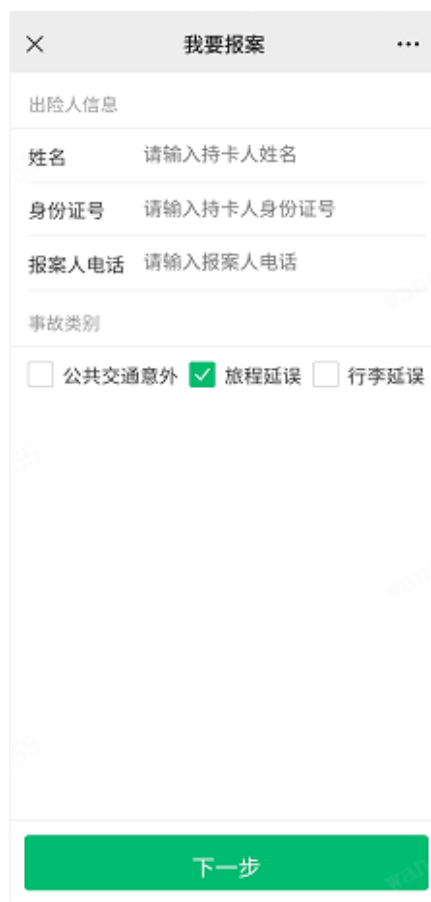 我要报案
出险人信息
姓名 请输入持卡人姓名
身份证号 请输入持卡人身份证号
报案人电话 请输入报案人电话
事故类别
公共交通意外 旅程延误 行李延误
下一步